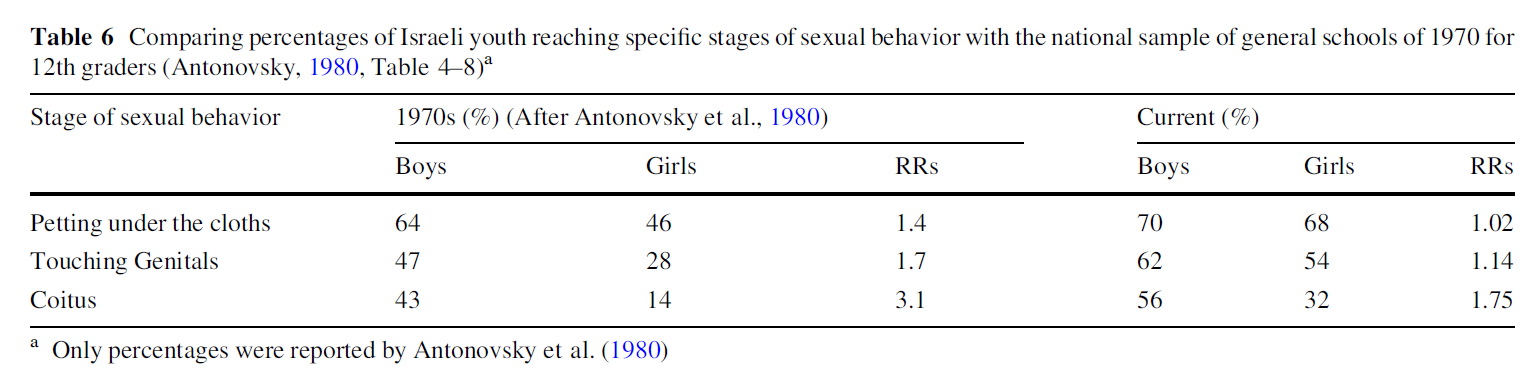 Table 6 Comparing percentages of Israeli youth reaching specific stages of sexual behavior with the national sample of general schools of 1970 for
12th graders (Antonovsky, 1980, Table 4–8)a
Stage of sexual behavior 1970s (%) (After Antonovsky et al., 1980) Current (%)
Boys Girls RRs Boys Girls RRs
Petting under the cloths 64 46 1.4 70 68 1.02
Touching Genitals 47 28 1.7 62 54 1.14
Coitus 43 14 3.1 56 32 1.75
a Only percentages were reported by Antonovsky et al. (1980)